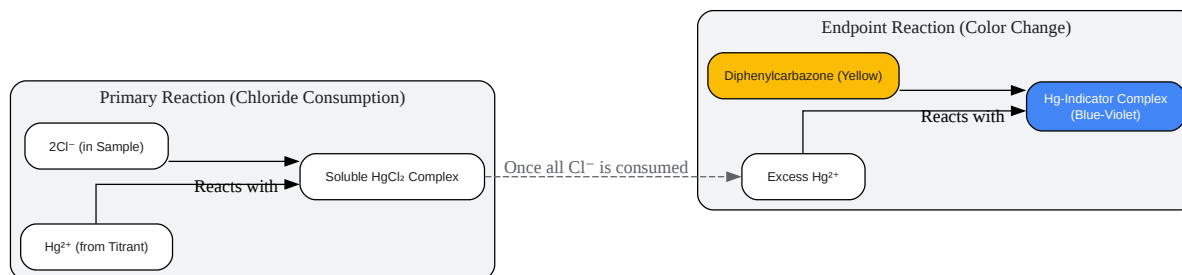 Primary Reaction (Chloride Consumption)
2Cl⁻ (in Sample)
Reacts with
Soluble HgCl₂ Complex
Hg²⁺ (from Titrant)
Once all Cl⁻ is consumed
Endpoint Reaction (Color Change)
Diphenylcarbazone (Yellow)
Reacts with
Hg-Indicator Complex
(Blue-Violet)
Excess Hg²⁺